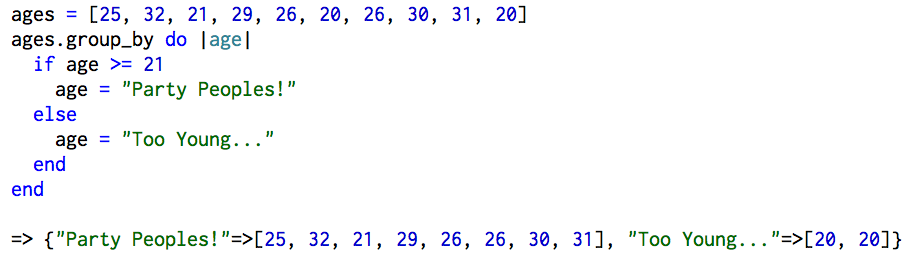 ages = [25, 32, 21, 29, 26, 20, 26, 30, 31, 20]
ages.group_by do |age|
  if age >= 21
    age = "Party Peoples!"
  else
    age = "Too Young..."
  end
end

=> {"Party Peoples!"=>[25, 32, 21, 29, 26, 26, 30, 31], "Too Young..."=>[20, 20]}